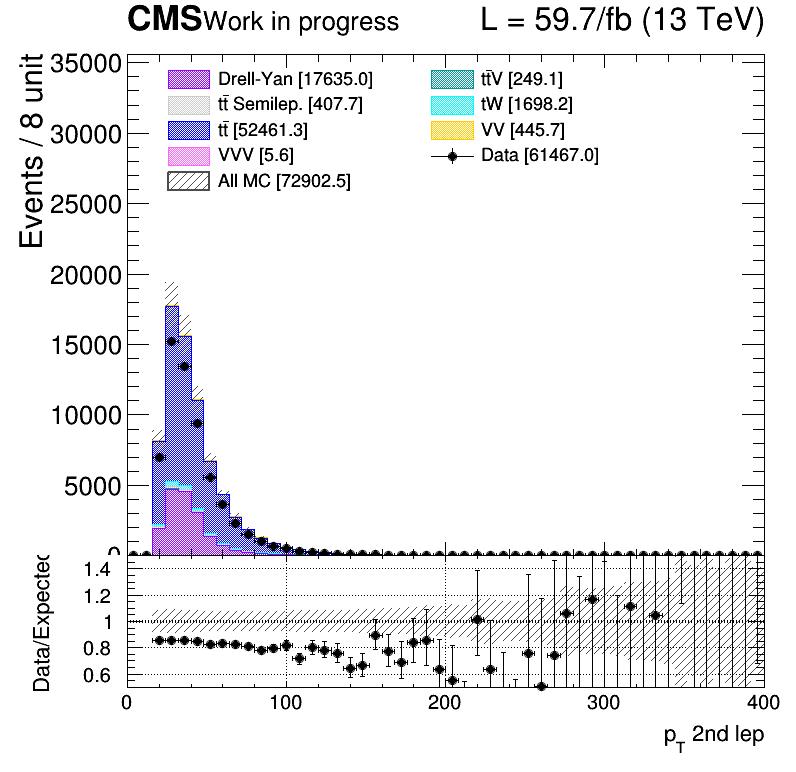 CMS Work in progress L = 59.7/fb (13 TeV)
Events / 8 unit
35000
30000
25000
20000
15000
10000
5000
0
Drell-Yan [17635.0]
tt̄ Semilep. [407.7]
tt̄ [52461.3]
VVV [5.6]
All MC [72902.5]
tt̄V [249.1]
tW [1698.2]
VV [445.7]
Data [61467.0]
Data/Expected
1.4
1.2
1
0.8
0.6
0 100 200 300 400
p_T 2nd lep